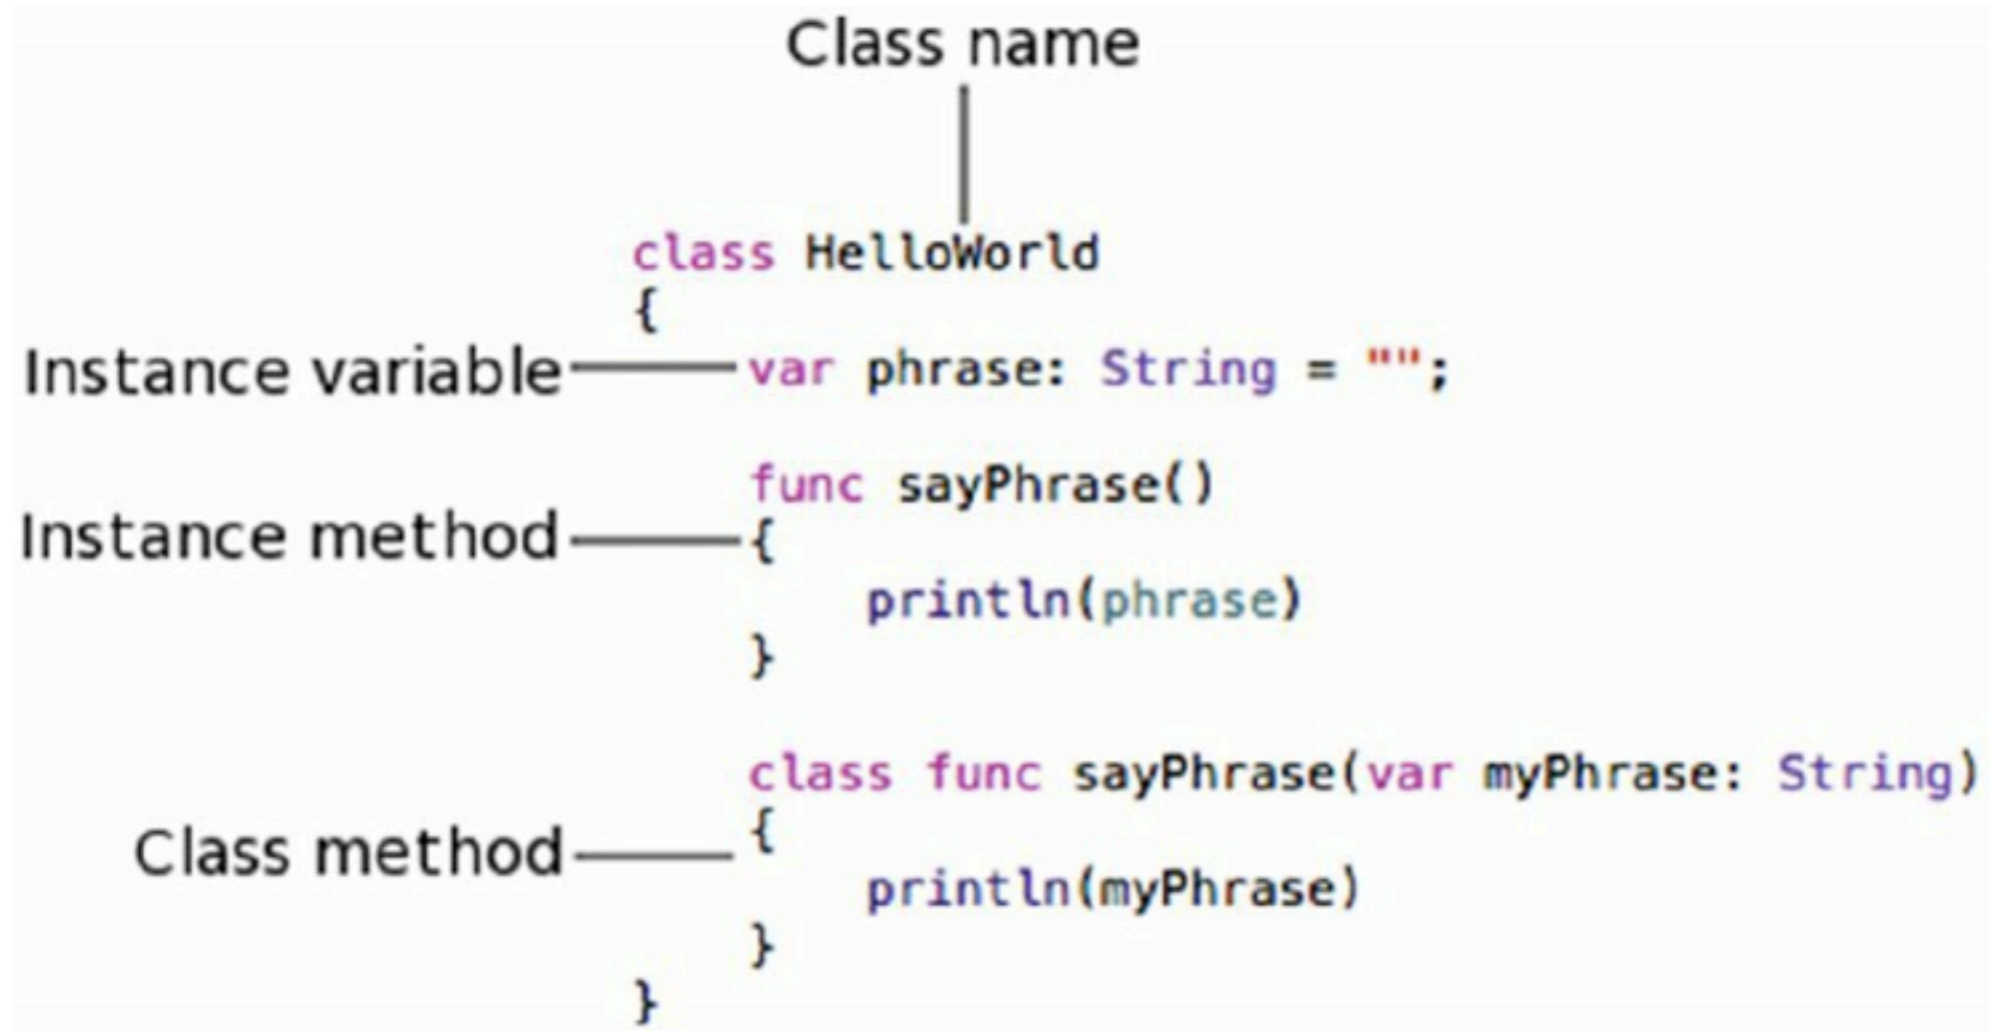 Class name
class HelloWorld
{
Instance variable
var phrase: String = "";
func sayPhrase()
Instance method
{
println(phrase)
}
class func sayPhrase(var myPhrase: String)
{
Class method
println(myPhrase)
}
}